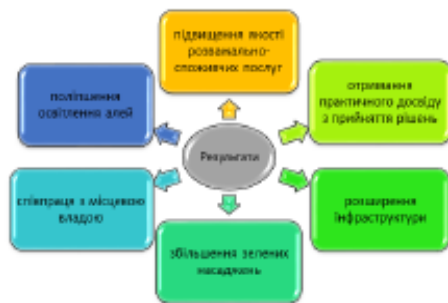 підвищення якості
розважально-
споживчих послуг
поліпшення
освітлення алей
отримання
практичного досвіду
з прийняття рішень
Результати
співпраця з місцевою
владою
розширення
інфраструктури
збільшення зелених
насаджень